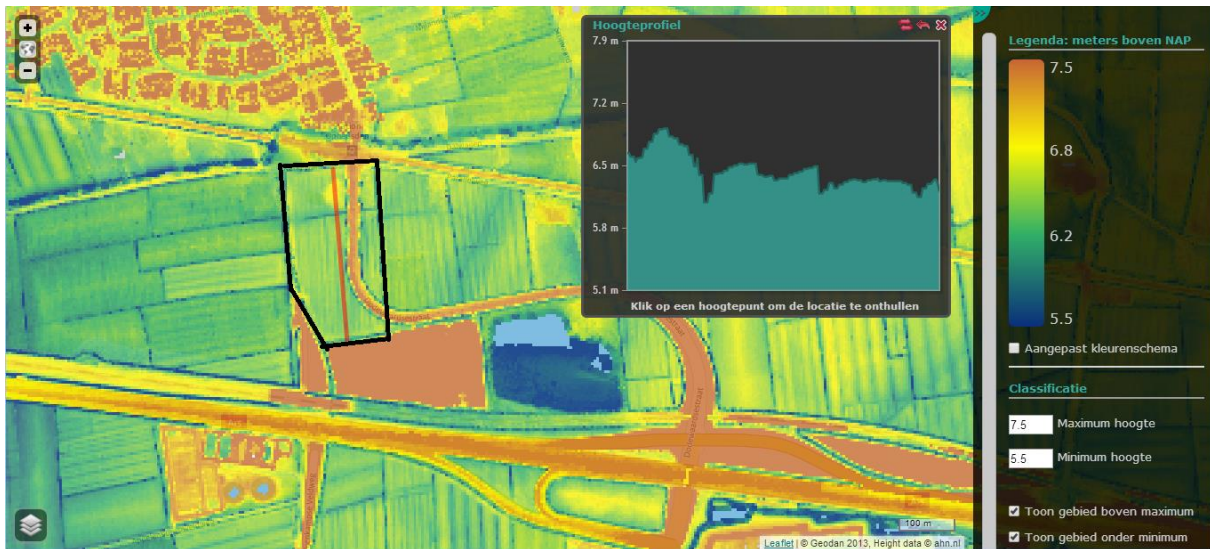 +
−
Hoogteprofiel
7.9 m
7.2 m
6.5 m
5.8 m
5.1 m
Klik op een hoogtepunt om de locatie te onthullen
100 m
Leaflet | © Geodan 2013, Height data © ahn.nl
>>
Legenda: meters boven NAP
7.5
6.8
6.2
5.5
Aangepast kleurenschema
Classificatie
7.5 Maximum hoogte
5.5 Minimum hoogte
Toon gebied boven maximum
Toon gebied onder minimum